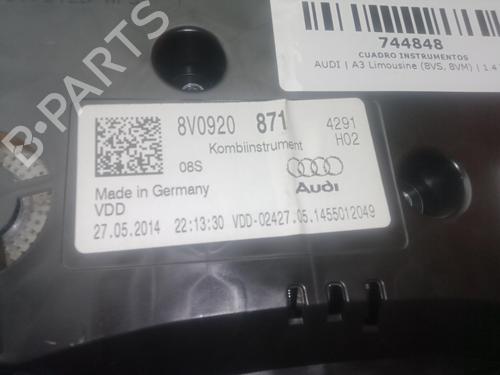 744848
CUADRO INSTRUMENTOS
AUDI | A3 Limousine (8VS, 8VM) | 1.4
B-PARTS
8V0920 871 4291
Kombiinstrument H02
08S
Audi
Made in Germany
VDD
27.05.2014 22:13:30 VDD-02427.05.1455012049